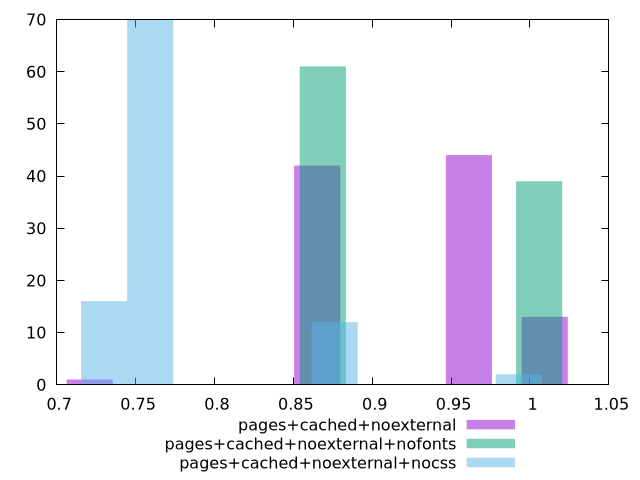 70
60
50
40
30
20
10
0
0.7 0.75 0.8 0.85 0.9 0.95 1 1.05
pages+cached+noexternal
pages+cached+noexternal+nofonts
pages+cached+noexternal+nocss